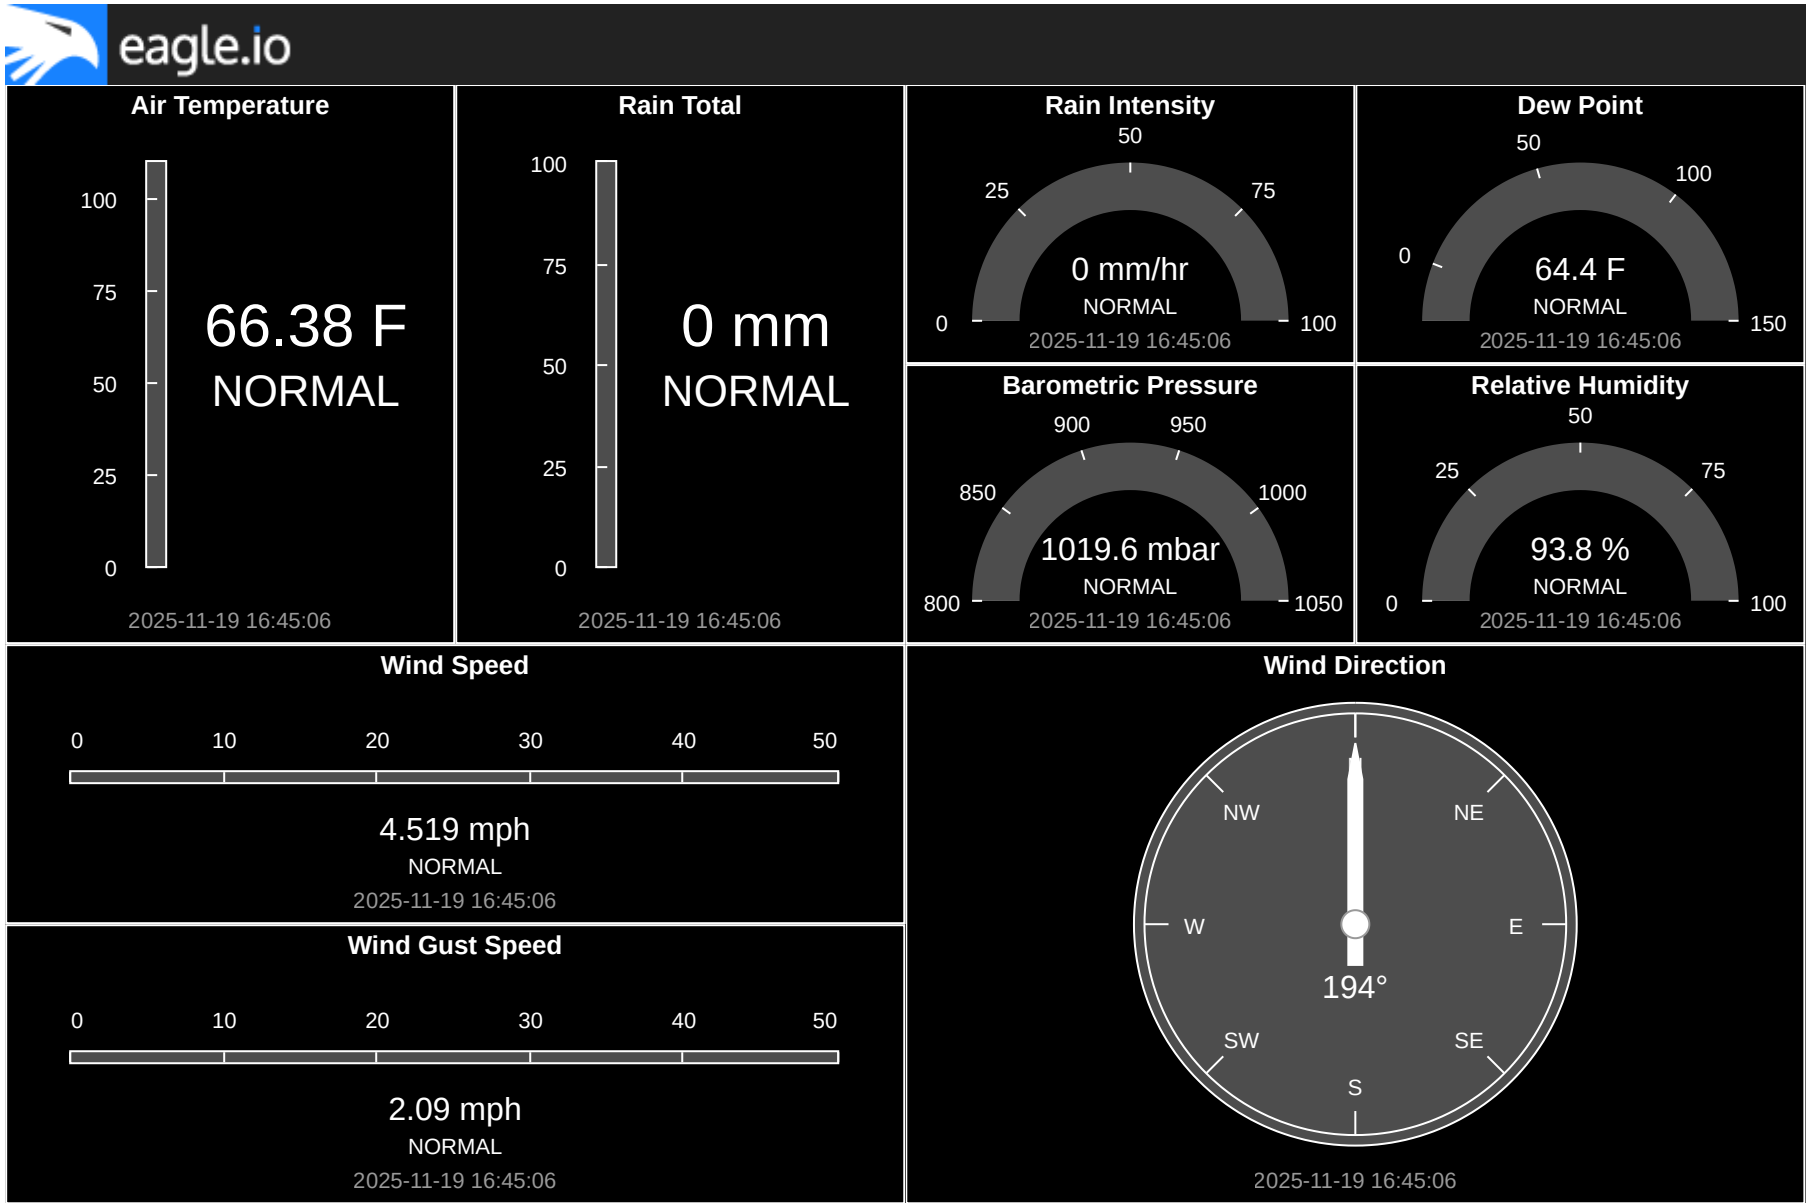 eagle.io
Air Temperature
100
75
50
25
0
66.38 F
NORMAL
2025-11-19 16:45:06
Rain Total
100
75
50
25
0
0 mm
NORMAL
2025-11-19 16:45:06
Rain Intensity
50
25
75
0
100
0 mm/hr
NORMAL
2025-11-19 16:45:06
Dew Point
50
100
0
150
64.4 F
NORMAL
2025-11-19 16:45:06
Barometric Pressure
900
950
850
1000
800
1050
1019.6 mbar
NORMAL
2025-11-19 16:45:06
Relative Humidity
50
25
75
0
100
93.8 %
NORMAL
2025-11-19 16:45:06
Wind Speed
0 10 20 30 40 50
4.519 mph
NORMAL
2025-11-19 16:45:06
Wind Gust Speed
0 10 20 30 40 50
2.09 mph
NORMAL
2025-11-19 16:45:06
Wind Direction
NW
NE
W
E
194°
SW
SE
S
2025-11-19 16:45:06